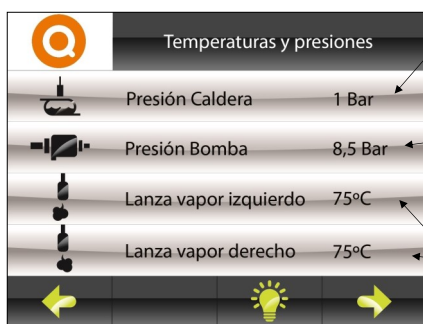 Temperaturas y presiones
Presión Caldera 1 Bar
Presión Bomba 8,5 Bar
Lanza vapor izquierdo 75ºC
Lanza vapor derecho 75ºC